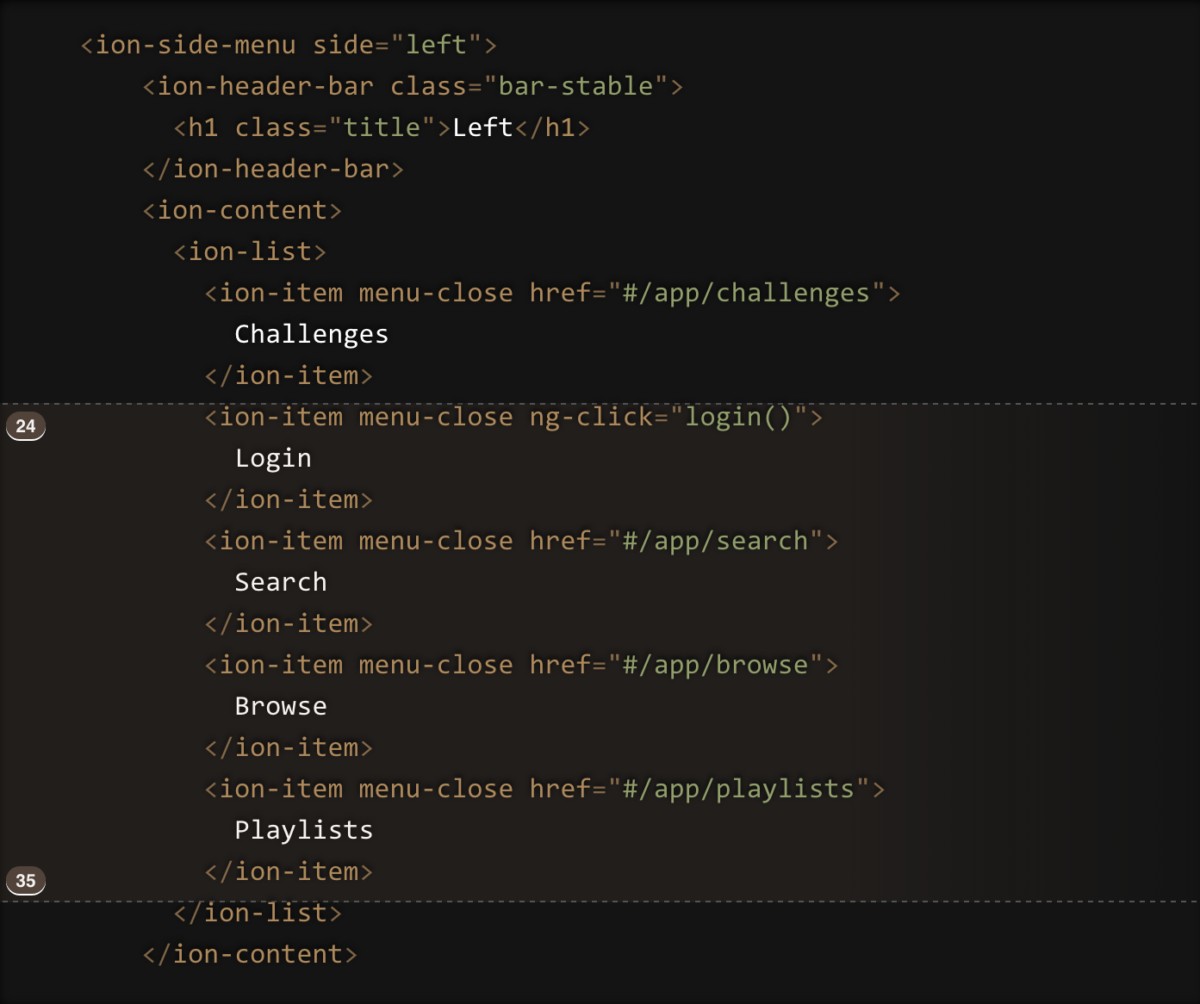 <ion-side-menu side="left">
    <ion-header-bar class="bar-stable">
      <h1 class="title">Left</h1>
    </ion-header-bar>
    <ion-content>
      <ion-list>
        <ion-item menu-close href="#/app/challenges">
          Challenges
        </ion-item>
24        <ion-item menu-close ng-click="login()">
          Login
        </ion-item>
        <ion-item menu-close href="#/app/search">
          Search
        </ion-item>
        <ion-item menu-close href="#/app/browse">
          Browse
        </ion-item>
        <ion-item menu-close href="#/app/playlists">
          Playlists
35        </ion-item>
      </ion-list>
    </ion-content>